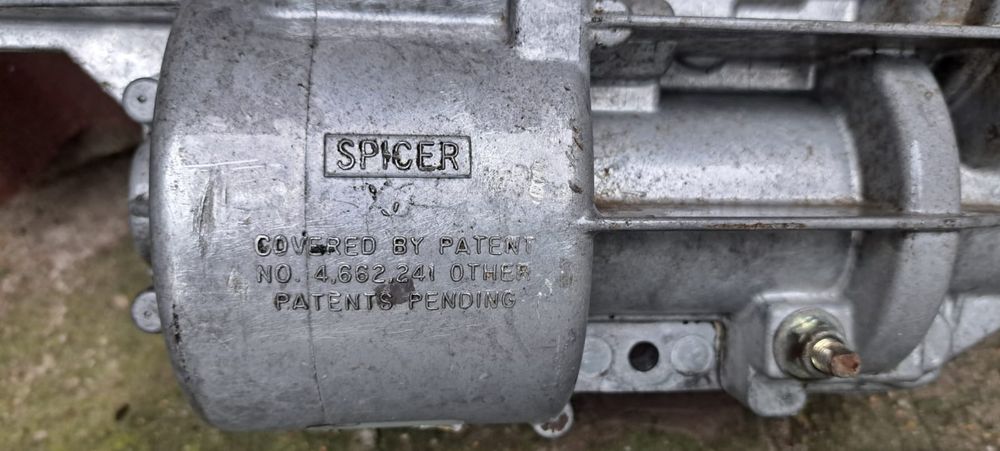 SPICER
COVERED BY PATENT
NO. 4,662,241 OTHER
PATENTS PENDING